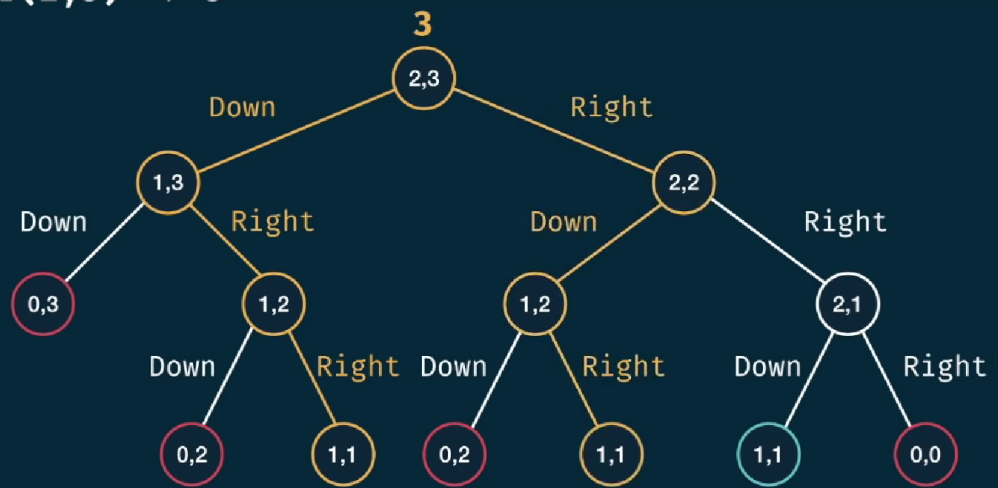 3
2,3
Down Right
1,3 2,2
Down Right Down Right
0,3 1,2 1,2 2,1
Down Right Down Right Down Right
0,2 1,1 0,2 1,1 1,1 0,0